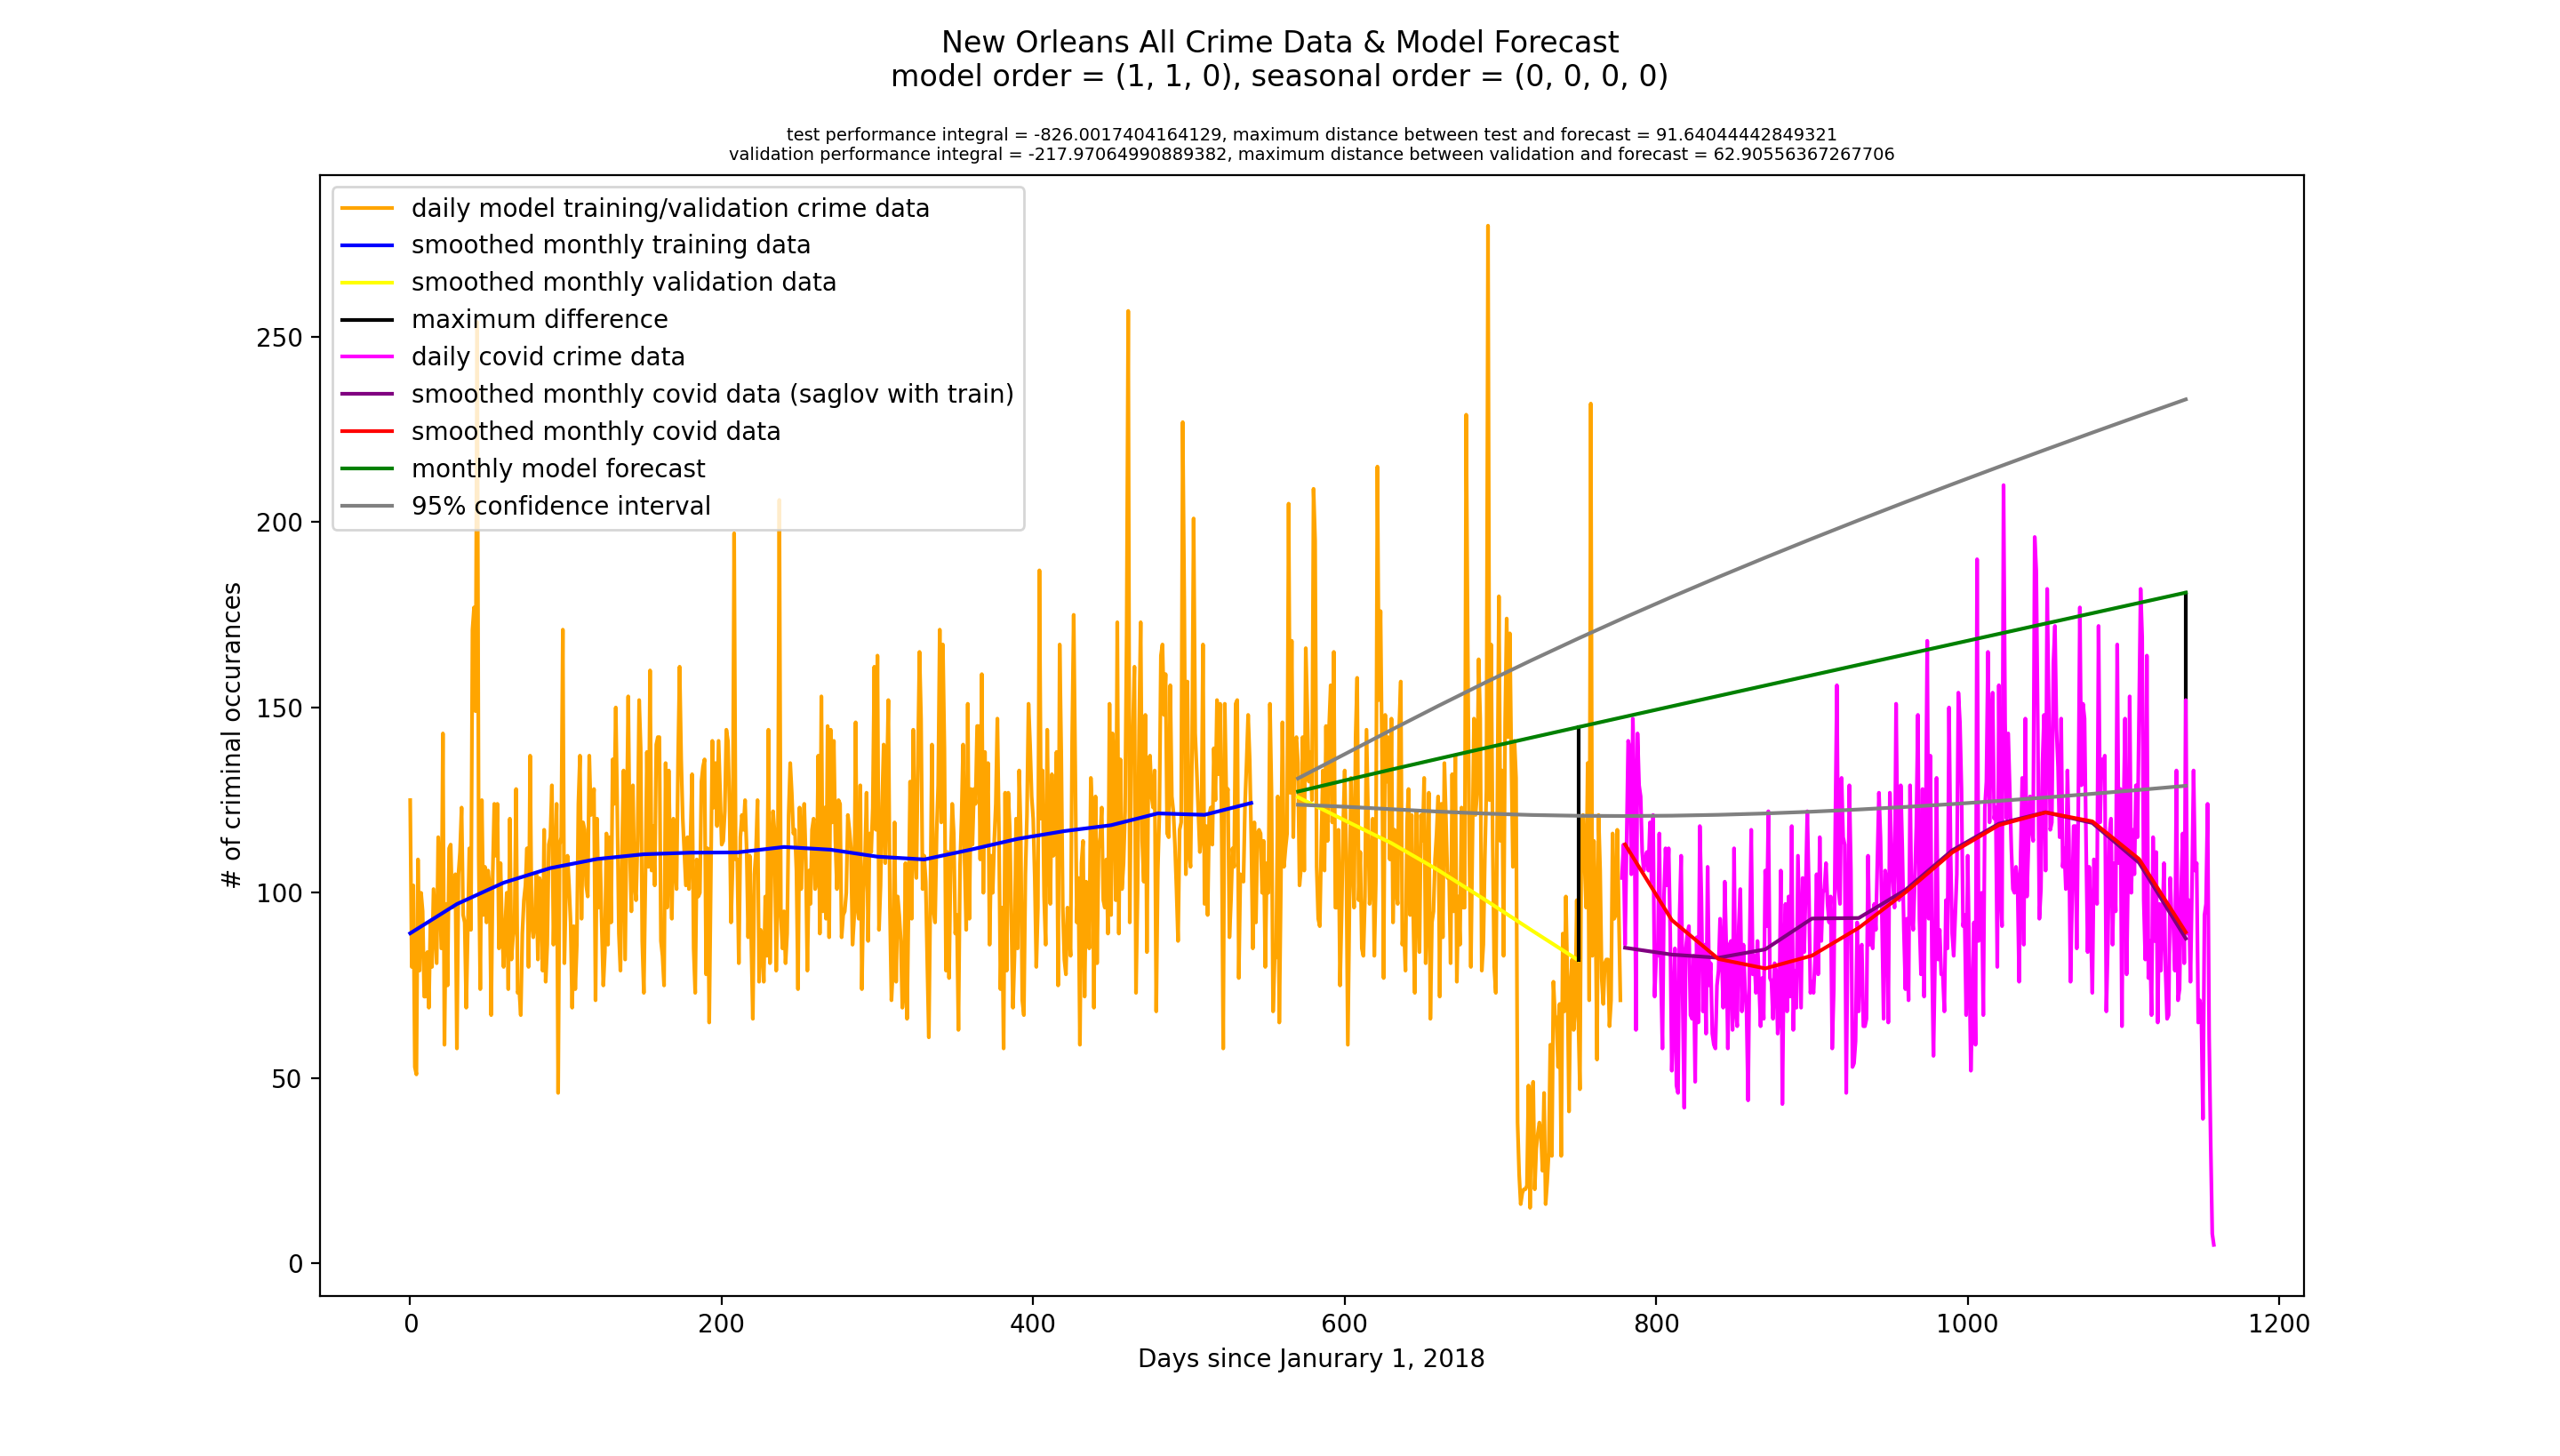 New Orleans All Crime Data & Model Forecast
model order = (1, 1, 0), seasonal order = (0, 0, 0, 0)
test performance integral = -826.0017404164129, maximum distance between test and forecast = 91.64044442849321
validation performance integral = -217.97064990889382, maximum distance between validation and forecast = 62.90556367267706
daily model training/validation crime data
smoothed monthly training data
smoothed monthly validation data
maximum difference
daily covid crime data
smoothed monthly covid data (saglov with train)
smoothed monthly covid data
monthly model forecast
95% confidence interval
# of criminal occurances
250
200
150
100
50
0
0 200 400 600 800 1000 1200
Days since Janurary 1, 2018